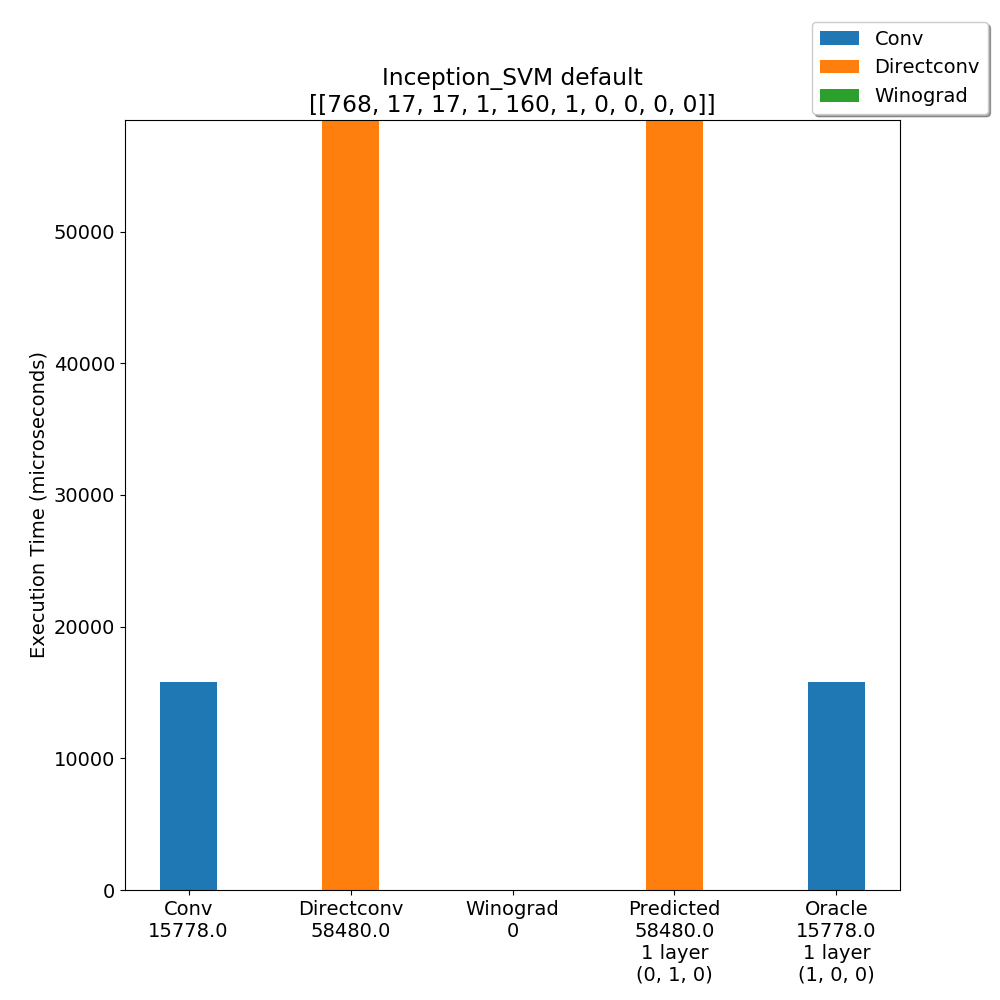 Conv
Directconv
Winograd
Inception_SVM default
[[768, 17, 17, 1, 160, 1, 0, 0, 0, 0]]
Execution Time (microseconds)
50000
40000
30000
20000
10000
0
Conv
15778.0
Directconv
58480.0
Winograd
0
Predicted
58480.0
1 layer
(0, 1, 0)
Oracle
15778.0
1 layer
(1, 0, 0)